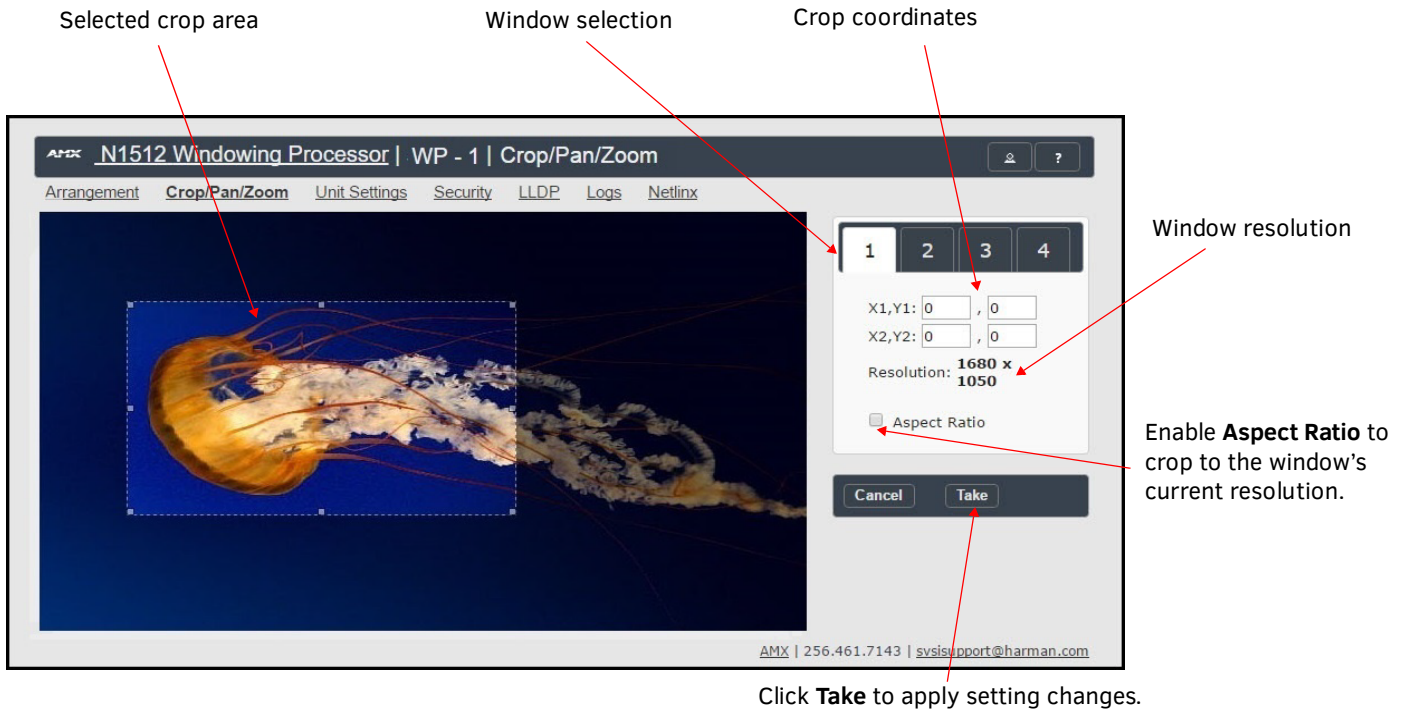 Selected crop area
Window selection
Crop coordinates
AMX N1512 Windowing Processor | WP - 1 | Crop/Pan/Zoom
?
Arrangement Crop/Pan/Zoom Unit Settings Security LLDP Logs Netlinx
1 2 3 4
Window resolution
X1,Y1: 0 , 0
X2,Y2: 0 , 0
Resolution: 1680 x
1050
Aspect Ratio
Enable Aspect Ratio to
crop to the window’s
current resolution.
Cancel Take
AMX | 256.461.7143 | svsisupport@harman.com
Click Take to apply setting changes.